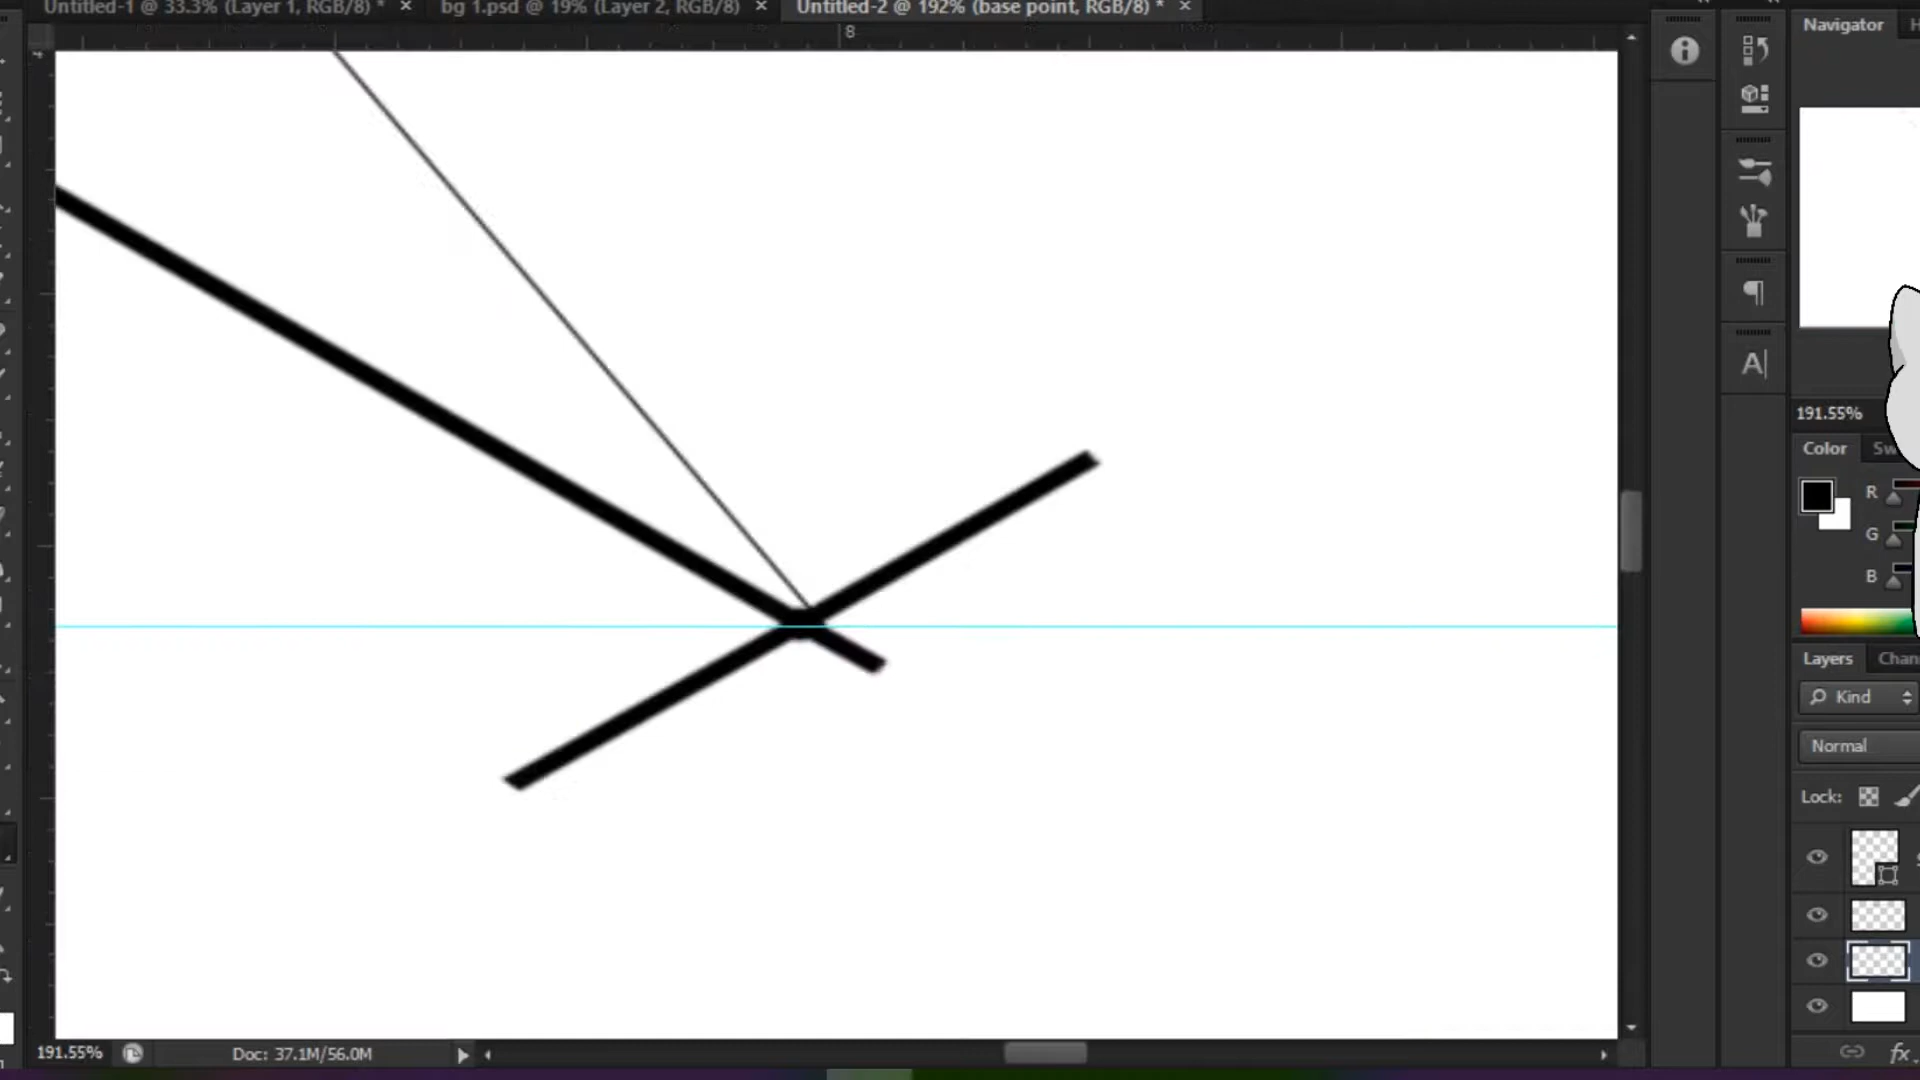 Untitled-1 @ 33.3% (Layer 1, RGB/8) * × bg 1.psd @ 19% (Layer 2, RGB/8) × Untitled-2 @ 192% (base point, RGB/8) * ×
8
Navigator
191.55%
Color
R
G
B
Layers
Kind
Normal
Lock:
191.55%
Doc: 37.1M/56.0M
fx